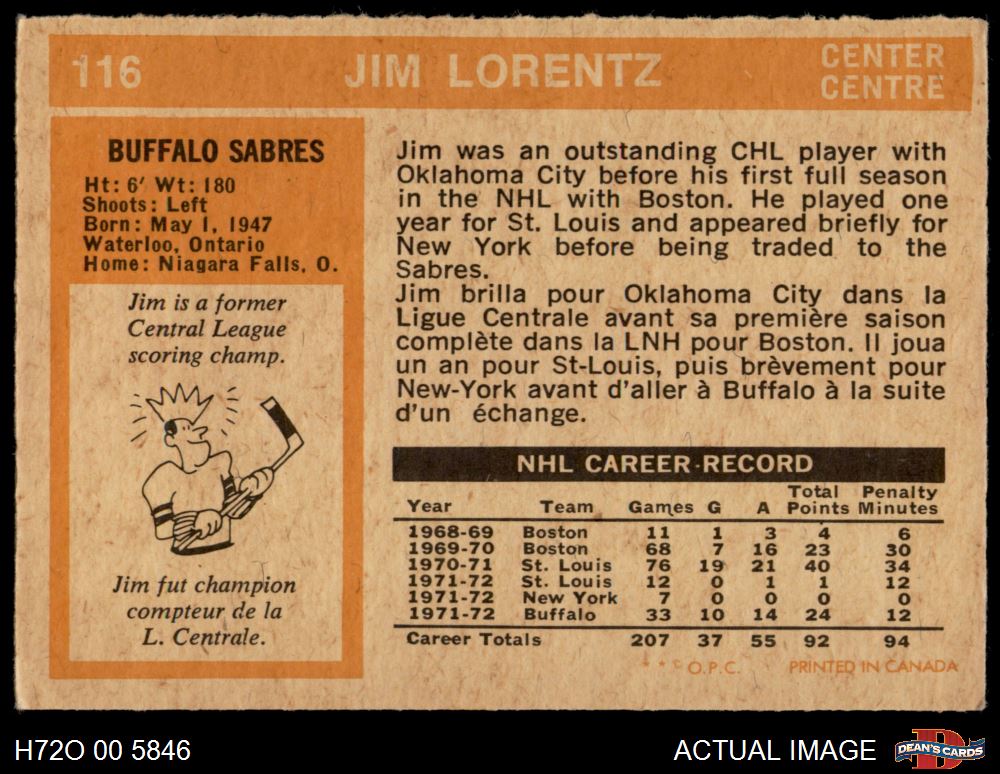 116 JIM LORENTZ CENTER
CENTRE
BUFFALO SABRES
Ht: 6' Wt: 180
Shoots: Left
Born: May 1, 1947
Waterloo, Ontario
Home: Niagara Falls, O.
Jim is a former
Central League
scoring champ.
Jim fut champion
compteur de la
L. Centrale.
Jim was an outstanding CHL player with
Oklahoma City before his first full season
in the NHL with Boston. He played one
year for St. Louis and appeared briefly for
New York before being traded to the
Sabres.
Jim brilla pour Oklahoma City dans la
Ligue Centrale avant sa première saison
complète dans la LNH pour Boston. Il joua
un an pour St-Louis, puis brèvement pour
New-York avant d'aller à Buffalo à la suite
d'un échange.
NHL CAREER RECORD
Total Penalty
Year Team Games G A Points Minutes
1968-69 Boston 11 1 3 4 6
1969-70 Boston 68 7 16 23 30
1970-71 St. Louis 76 19 21 40 34
1971-72 St. Louis 12 0 1 1 12
1971-72 New York 7 0 0 0 0
1971-72 Buffalo 33 10 14 24 12
Career Totals 207 37 55 92 94
* * © O.P.C. PRINTED IN CANADA
H72O 00 5846 ACTUAL IMAGE DEAN'S CARDS